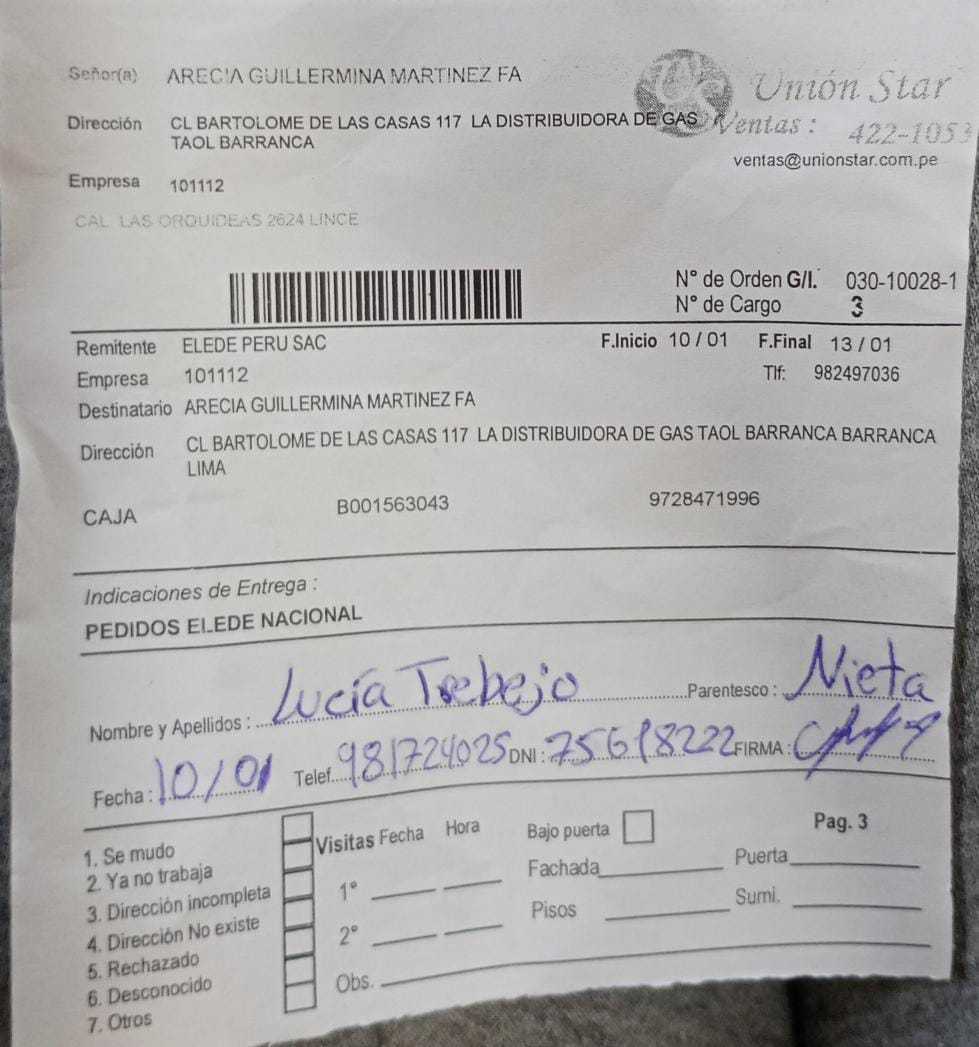 Señor(a) ARECIA GUILLERMINA MARTINEZ FA
Unión Star
Dirección CL BARTOLOME DE LAS CASAS 117 LA DISTRIBUIDORA DE GAS
TAOL BARRANCA
Ventas : 422-1053
ventas@unionstar.com.pe
Empresa 101112
CAL LAS ORQUIDEAS 2624 LINCE
N° de Orden G/I. 030-10028-1
N° de Cargo 3
Remitente ELEDE PERU SAC F.Inicio 10 / 01 F.Final 13 / 01
Empresa 101112 Tlf: 982497036
Destinatario ARECIA GUILLERMINA MARTINEZ FA
Dirección CL BARTOLOME DE LAS CASAS 117 LA DISTRIBUIDORA DE GAS TAOL BARRANCA BARRANCA
LIMA
CAJA B001563043 9728471996
Indicaciones de Entrega :
PEDIDOS ELEDE NACIONAL
Nombre y Apellidos : Lucía Trebejo Parentesco : Nieta
Fecha : 10/01 Telef. 981724025 DNI : 75618222 FIRMA :
1. Se mudo
2. Ya no trabaja
3. Dirección incompleta
4. Dirección No existe
5. Rechazado
6. Desconocido
7. Otros
Visitas Fecha Hora
1°
2°
Obs.
Bajo puerta
Fachada
Pisos
Pag. 3
Puerta
Sumi.